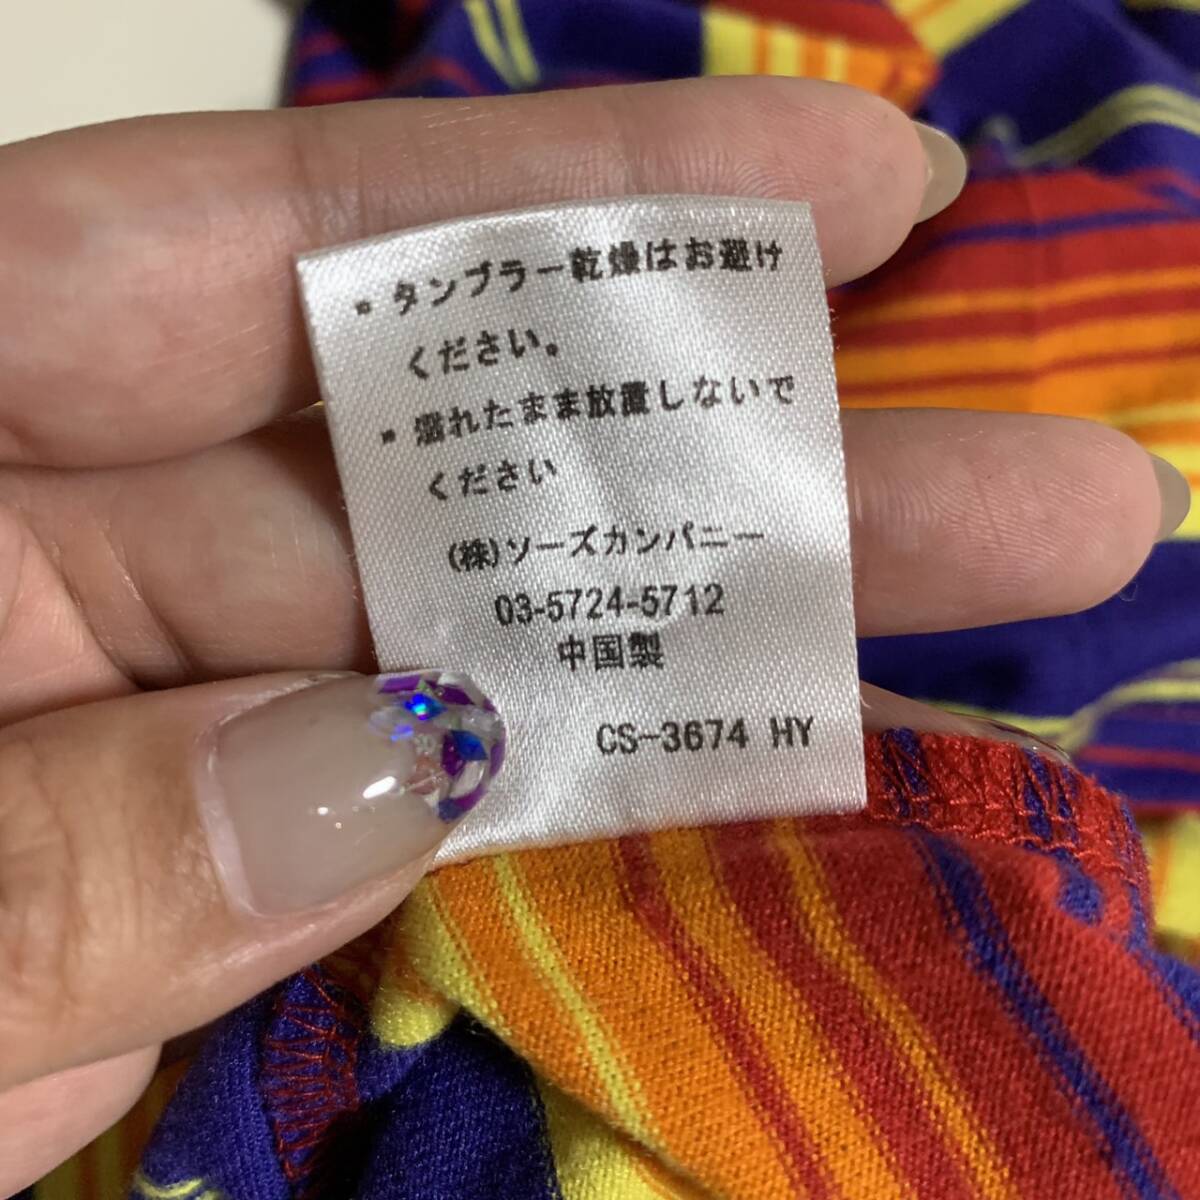 ・タンブラー乾燥はお避け
ください。
・濡れたまま放置しないで
ください
(株)ソーズカンパニー
03-5724-5712
中国製
CS-3674 HY